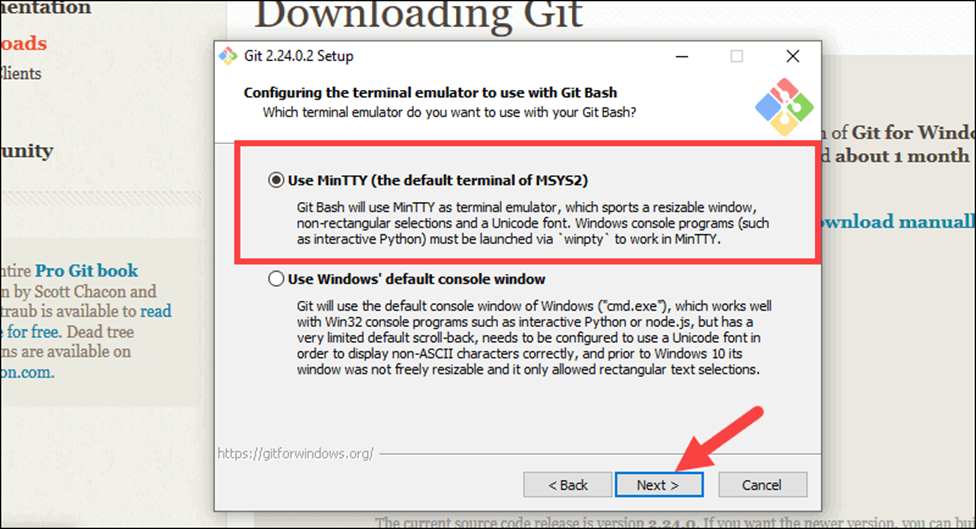 Downloading Git
mentation
oads
Clients
unity
ntire Pro Git book
n by Scott Chacon and
traub is available to read
e for free. Dead tree
ns are available on
on.com.
Git 2.24.0.2 Setup
Configuring the terminal emulator to use with Git Bash
Which terminal emulator do you want to use with your Git Bash?
Use MinTTY (the default terminal of MSYS2)
Git Bash will use MinTTY as terminal emulator, which sports a resizable window,
non-rectangular selections and a Unicode font. Windows console programs (such
as interactive Python) must be launched via `winpty` to work in MinTTY.
Use Windows' default console window
Git will use the default console window of Windows ("cmd.exe"), which works well
with Win32 console programs such as interactive Python or node.js, but has a
very limited default scroll-back, needs to be configured to use a Unicode font in
order to display non-ASCII characters correctly, and prior to Windows 10 its
window was not freely resizable and it only allowed rectangular text selections.
https://gitforwindows.org/
< Back
Next >
Cancel
n of Git for Windo
d about 1 month
ownload manuall
The current source code release is version 2.24.0. If you want the newer version, you can bu